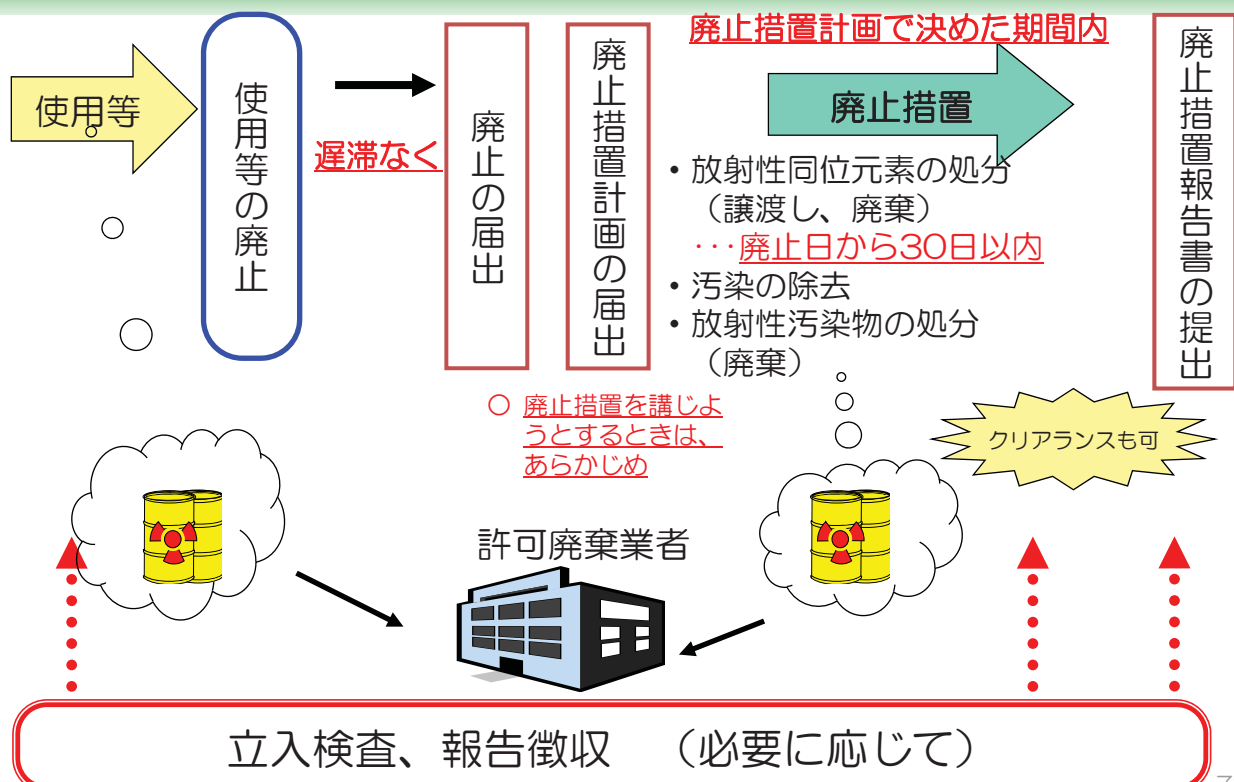 使用等
使用等の廃止
遅滞なく
廃止の届出
廃止措置計画の届出
○ 廃止措置を講じよ
うとするときは、
あらかじめ
廃止措置計画で決めた期間内
廃止措置
・放射性同位元素の処分
（譲渡し、廃棄）
･･･廃止日から30日以内
・汚染の除去
・放射性汚染物の処分
（廃棄）
廃止措置報告書の提出
クリアランスも可
許可廃棄業者
立入検査、報告徴収　（必要に応じて）